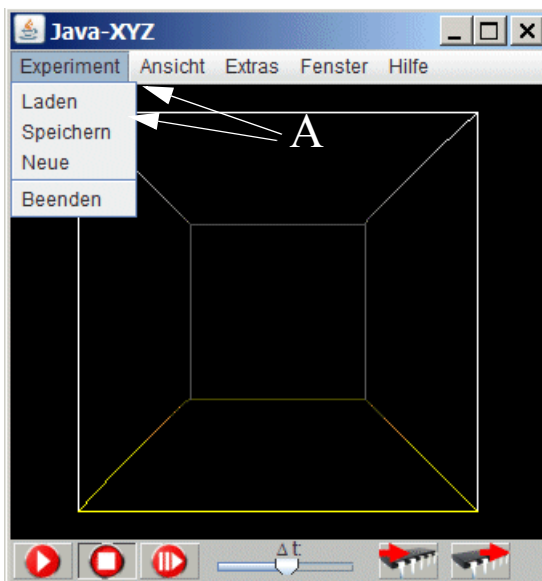 Java-XYZ
Experiment Ansicht Extras Fenster Hilfe
Laden
Speichern
Neue
Beenden
A
Δt